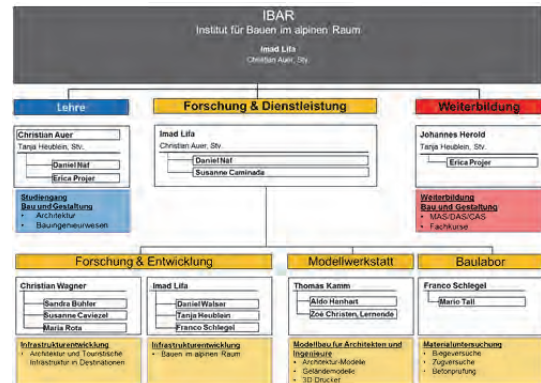 IBAR
Institut für Bauen im alpinen Raum
Imad Lifa
Christian Auer, Stv.
Lehre
Christian Auer
Tanja Heublein, Stv.
Daniel Naf
Erica Projer
Studiengang
Bau und Gestaltung
• Architektur
• Bauingenieurwesen
Forschung & Dienstleistung
Imad Lifa
Christian Auer, Stv.
Daniel Naf
Susanne Caminada
Weiterbildung
Johannes Herold
Tanja Heublein, Stv.
Erica Projer
Weiterbildung
Bau und Gestaltung
• MAS/DAS/CAS
• Fachkurse
Forschung & Entwicklung
Christian Wagner
Sandra Bühler
Susanne Caviezel
Maria Rota
Infrastrukturentwicklung
• Architektur und Touristische
Infrastruktur in Destinationen
Imad Lifa
Daniel Walser
Tanja Heublein
Franco Schlegel
Infrastrukturentwicklung
• Bauen im alpinen Raum
Modellwerkstatt
Thomas Kamm
Aldo Hanhart
Zoé Christen, Lernende
Modellbau für Architekten und
Ingenieure
• Architektur-Modelle
• Geländemodelle
• 3D Drucker
Baulabor
Franco Schlegel
Mario Tall
Materialuntersuchung
• Biegeversuche
• Zugversuche
• Betonprüfung